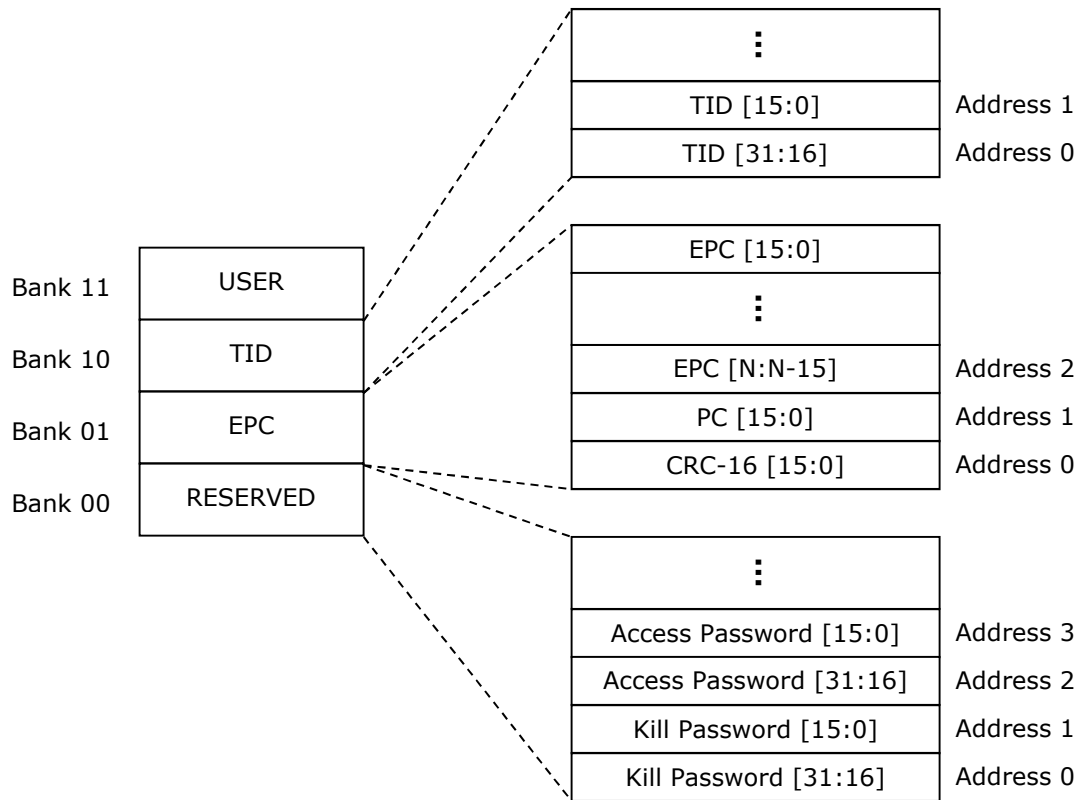 ⋮
TID [15:0] Address 1
TID [31:16] Address 0
Bank 11 USER
Bank 10 TID
Bank 01 EPC
Bank 00 RESERVED
EPC [15:0]
⋮
EPC [N:N-15] Address 2
PC [15:0] Address 1
CRC-16 [15:0] Address 0
⋮
Access Password [15:0] Address 3
Access Password [31:16] Address 2
Kill Password [15:0] Address 1
Kill Password [31:16] Address 0